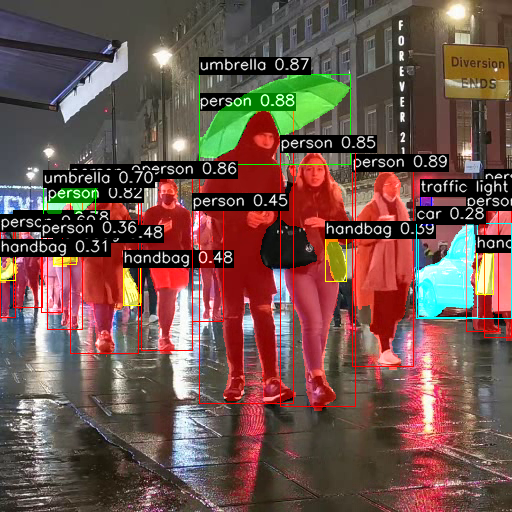 umbrella 0.87
person 0.88
FOREVER 21
Diversion
ENDS
person 0.85
person 0.89
person 0.86
umbrella 0.70
person 0.82
traffic light
person 0.45
car 0.28
person 0.36
handbag 0.39
handbag 0.31
handbag 0.48